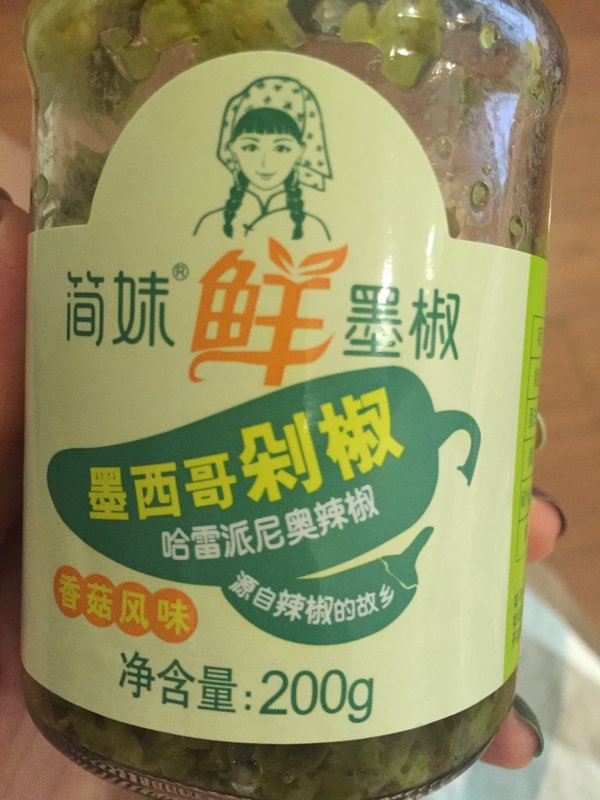 简妹®鲜墨椒
墨西哥剁椒
哈雷派尼奥辣椒
源自辣椒的故乡
香菇风味
净含量:200g